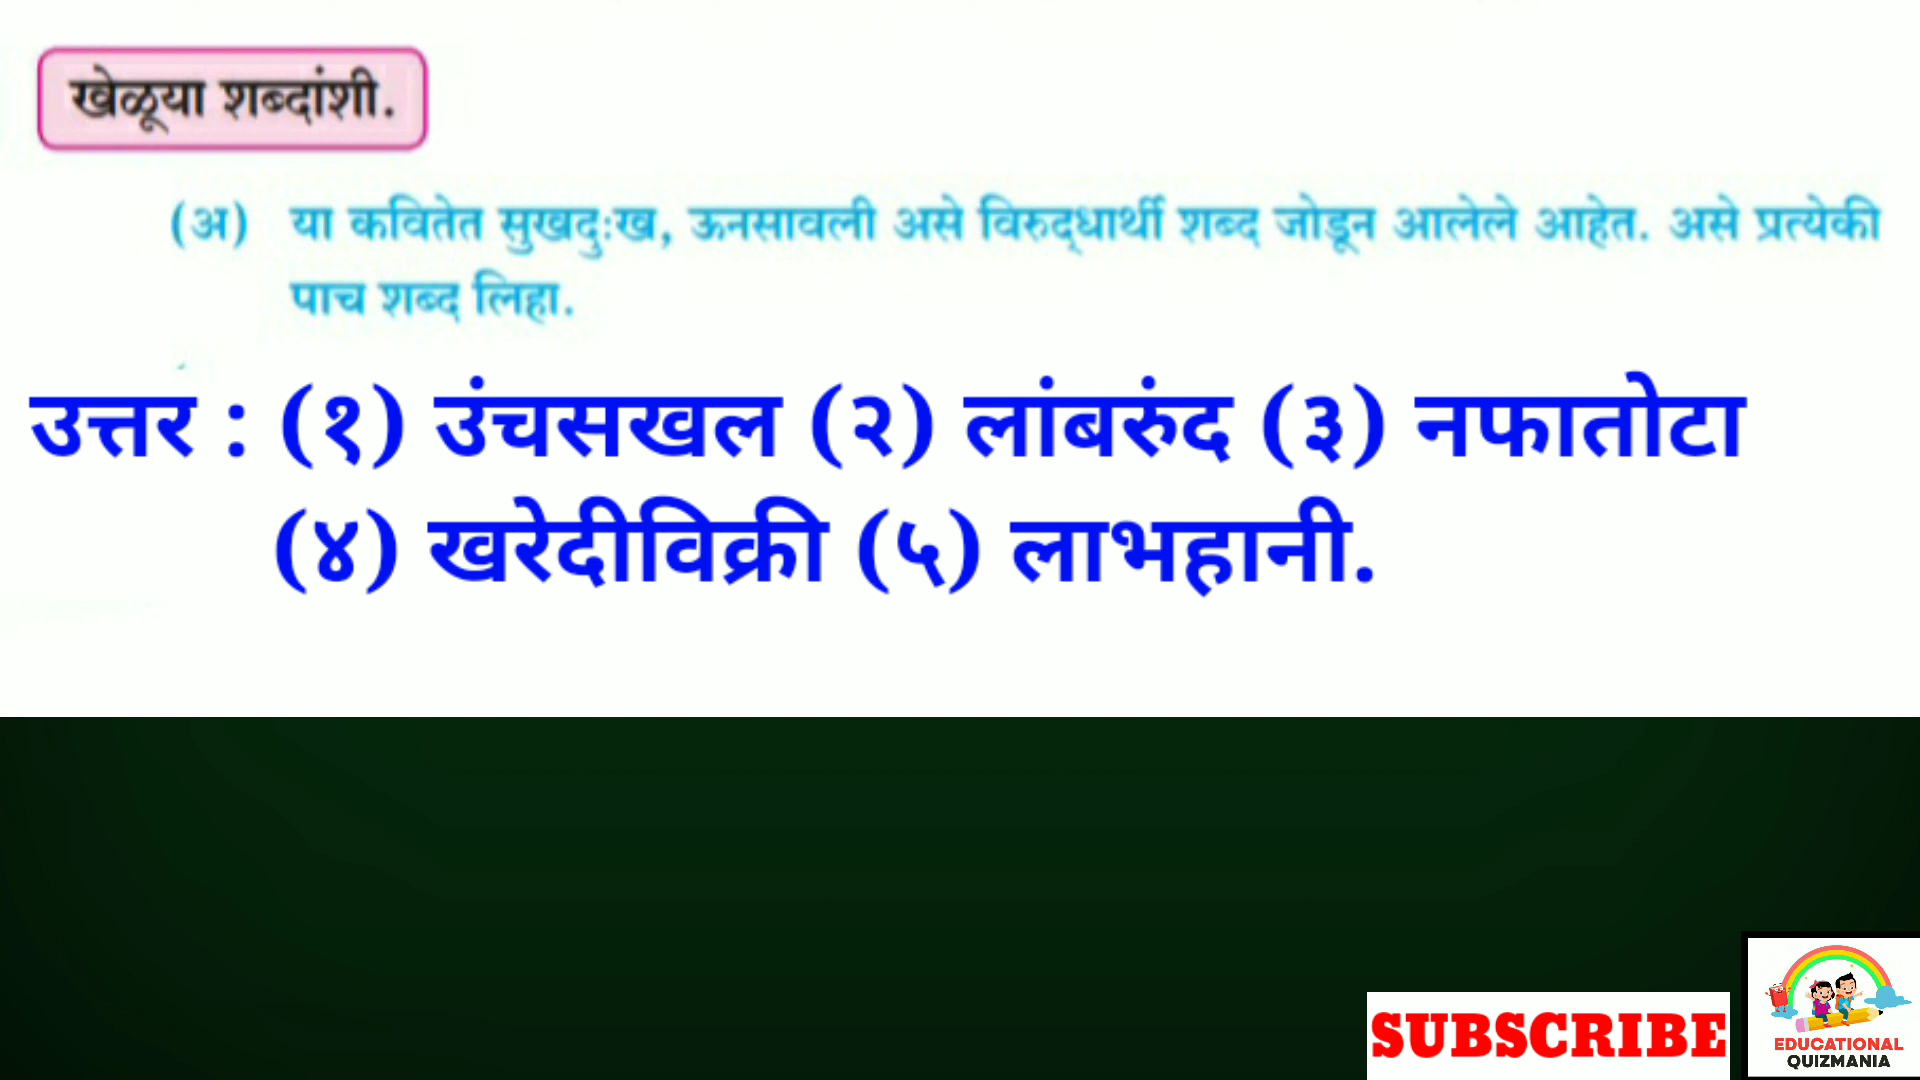 खेळूया शब्दांशी.
(अ) या कवितेत सुखदुःख, ऊनसावली असे विरुद्धार्थी शब्द जोडून आलेले आहेत. असे प्रत्येकी
पाच शब्द लिहा.
उत्तर : (१) उंचसखल (२) लांबरुंद (३) नफातोटा
(४) खरेदीविक्री (५) लाभहानी.
SUBSCRIBE
EDUCATIONAL
QUIZMANIA